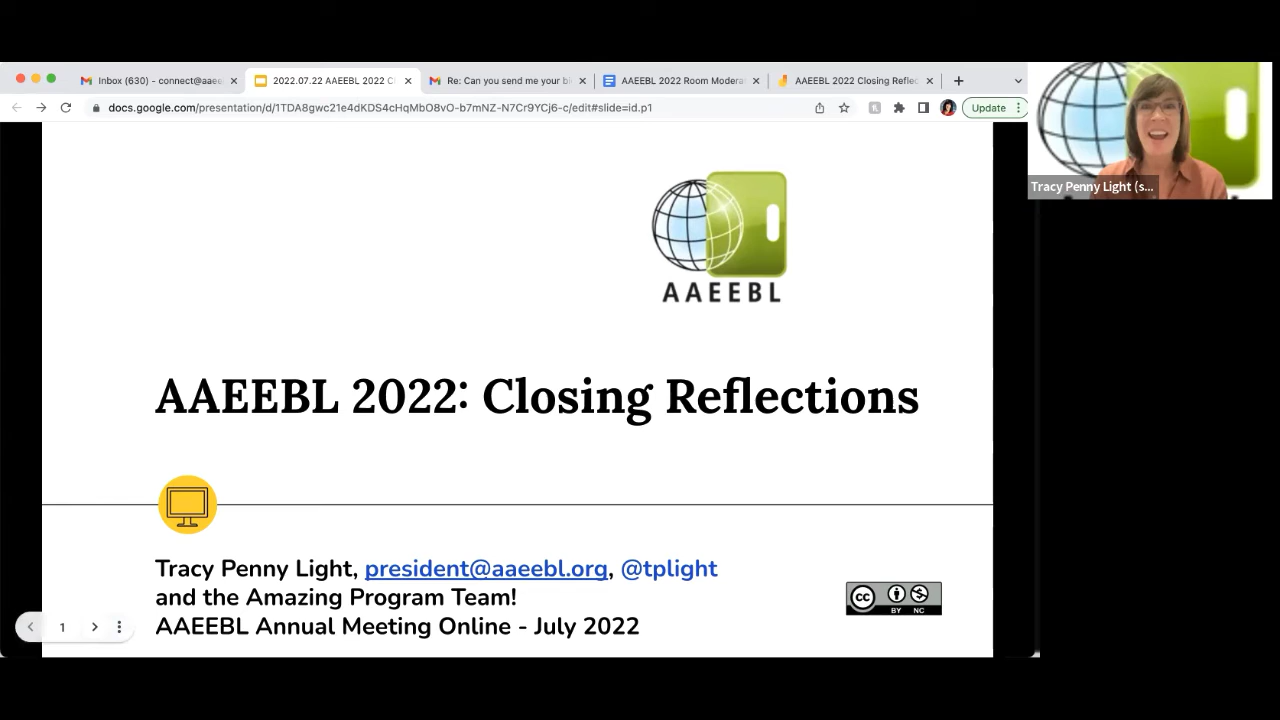 Inbox (630) - connect@aaee
2022.07.22 AAEEBL 2022 C
Re: Can you send me your b
AAEEBL 2022 Room Modera
AAEEBL 2022 Closing Reflec
docs.google.com/presentation/d/1TDA8gwc21e4dKDS4cHqMbO8vO-b7mNZ-N7Cr9YCj6-c/edit#slide=id.p1
Update
Tracy Penny Light (s...
AAEEBL
AAEEBL 2022: Closing Reflections
Tracy Penny Light, president@aaeebl.org, @tplight
and the Amazing Program Team!
AAEEBL Annual Meeting Online - July 2022
cc
BY NC
1